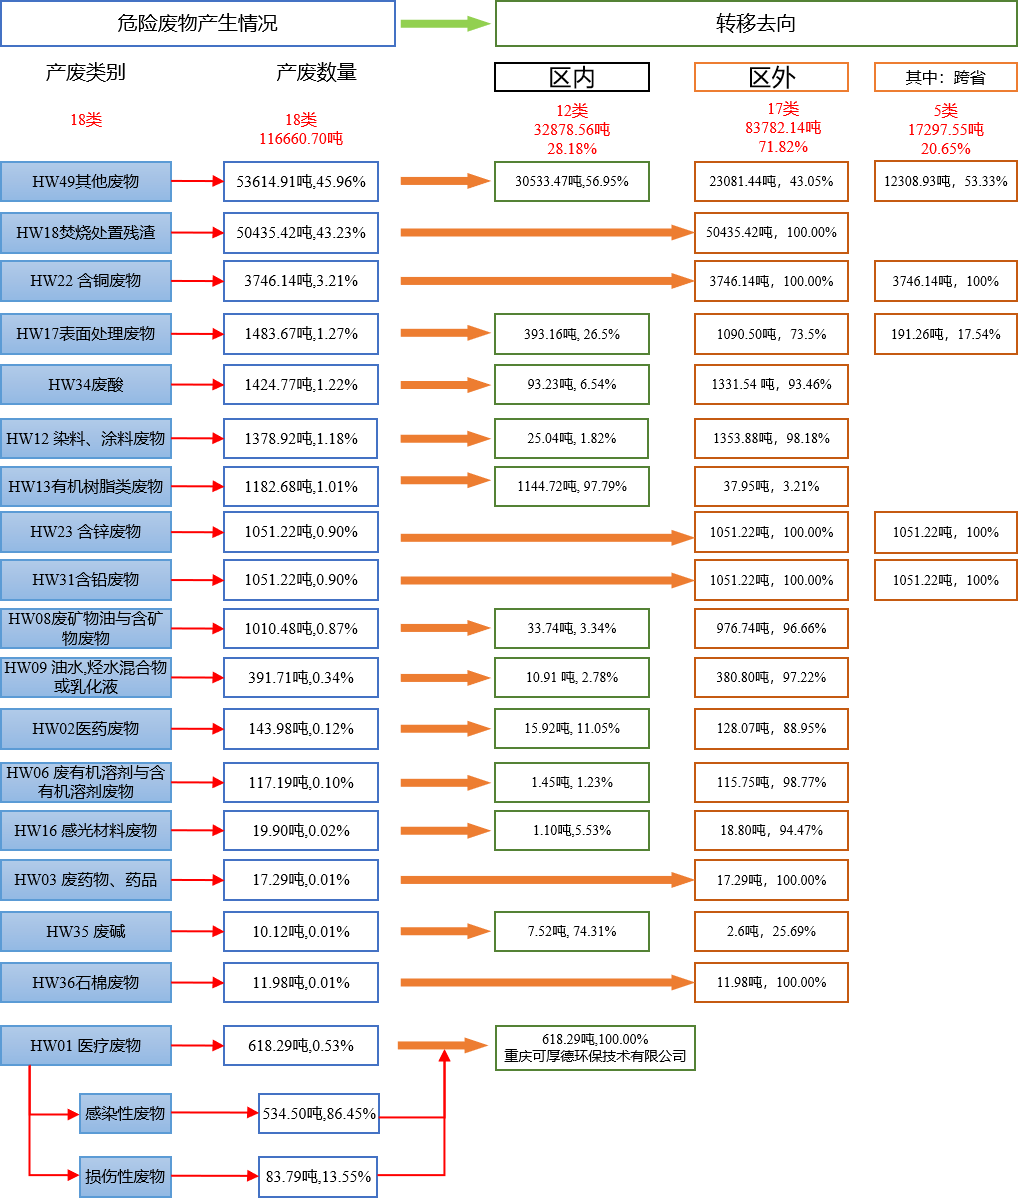 危险废物产生情况
转移去向
产废类别
产废数量
区内
区外
其中：跨省
18类
18类
116660.70吨
12类
32878.56吨
28.18%
17类
83782.14吨
71.82%
5类
17297.55吨
20.65%
HW49其他废物
53614.91吨,45.96%
30533.47吨,56.95%
23081.44吨，43.05%
12308.93吨，53.33%
HW18焚烧处置残渣
50435.42吨,43.23%
50435.42吨，100.00%
HW22 含铜废物
3746.14吨,3.21%
3746.14吨，100.00%
3746.14吨，100%
HW17表面处理废物
1483.67吨,1.27%
393.16吨, 26.5%
1090.50吨，73.5%
191.26吨，17.54%
HW34废酸
1424.77吨,1.22%
93.23吨, 6.54%
1331.54 吨，93.46%
HW12 染料、涂料废物
1378.92吨,1.18%
25.04吨, 1.82%
1353.88吨，98.18%
HW13有机树脂类废物
1182.68吨,1.01%
1144.72吨, 97.79%
37.95吨，3.21%
HW23 含锌废物
1051.22吨,0.90%
1051.22吨，100.00%
1051.22吨，100%
HW31含铅废物
1051.22吨,0.90%
1051.22吨，100.00%
1051.22吨，100%
HW08废矿物油与含矿
物废物
1010.48吨,0.87%
33.74吨, 3.34%
976.74吨，96.66%
HW09 油水,烃水混合物
或乳化液
391.71吨,0.34%
10.91 吨, 2.78%
380.80吨，97.22%
HW02医药废物
143.98吨,0.12%
15.92吨, 11.05%
128.07吨，88.95%
HW06 废有机溶剂与含
有机溶剂废物
117.19吨,0.10%
1.45吨, 1.23%
115.75吨，98.77%
HW16 感光材料废物
19.90吨,0.02%
1.10吨,5.53%
18.80吨，94.47%
HW03 废药物、药品
17.29吨,0.01%
17.29吨，100.00%
HW35 废碱
10.12吨,0.01%
7.52吨, 74.31%
2.6吨，25.69%
HW36石棉废物
11.98吨,0.01%
11.98吨，100.00%
HW01 医疗废物
618.29吨,0.53%
618.29吨,100.00%
重庆可厚德环保技术有限公司
感染性废物
534.50吨,86.45%
损伤性废物
83.79吨,13.55%